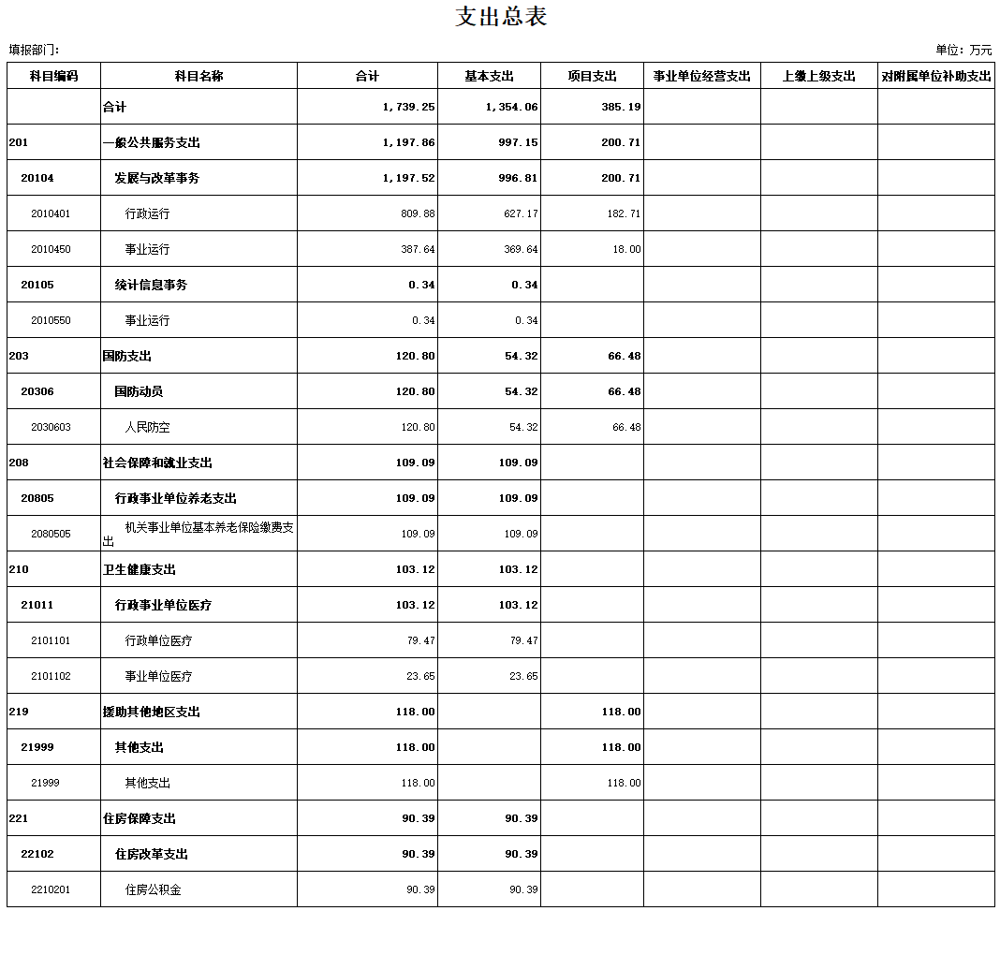 支出总表
填报部门： 单位：万元
科目编码 科目名称 合计 基本支出 项目支出 事业单位经营支出 上缴上级支出 对附属单位补助支出
合计 1,739.25 1,354.06 385.19
201 一般公共服务支出 1,197.86 997.15 200.71
20104 发展与改革事务 1,197.52 996.81 200.71
2010401 行政运行 809.88 627.17 182.71
2010450 事业运行 387.64 369.64 18.00
20105 统计信息事务 0.34 0.34
2010550 事业运行 0.34 0.34
203 国防支出 120.80 54.32 66.48
20306 国防动员 120.80 54.32 66.48
2030603 人民防空 120.80 54.32 66.48
208 社会保障和就业支出 109.09 109.09
20805 行政事业单位养老支出 109.09 109.09
2080505 机关事业单位基本养老保险缴费支
出 109.09 109.09
210 卫生健康支出 103.12 103.12
21011 行政事业单位医疗 103.12 103.12
2101101 行政单位医疗 79.47 79.47
2101102 事业单位医疗 23.65 23.65
219 援助其他地区支出 118.00 118.00
21999 其他支出 118.00 118.00
21999 其他支出 118.00 118.00
221 住房保障支出 90.39 90.39
22102 住房改革支出 90.39 90.39
2210201 住房公积金 90.39 90.39